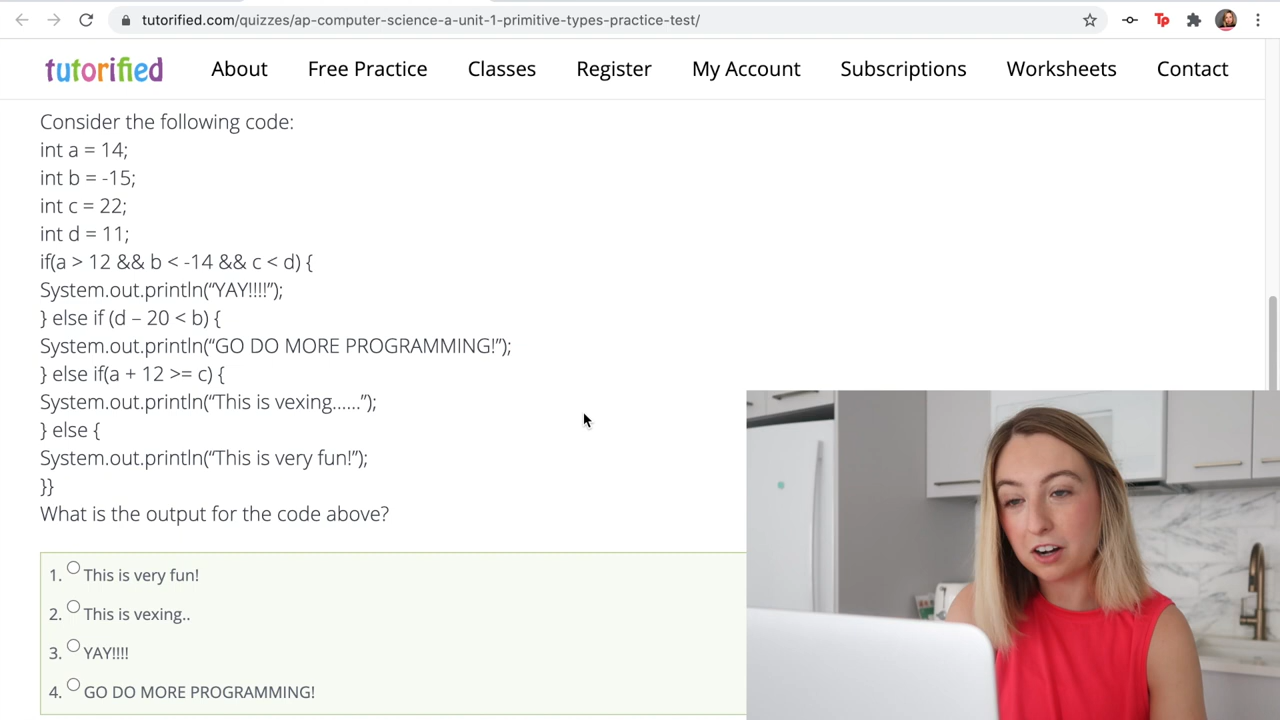 tutorified.com/quizzes/ap-computer-science-a-unit-1-primitive-types-practice-test/
Tp
tutorified About Free Practice Classes Register My Account Subscriptions Worksheets Contact
Consider the following code:
int a = 14;
int b = -15;
int c = 22;
int d = 11;
if(a > 12 && b < -14 && c < d) {
System.out.println(“YAY!!!!”);
} else if (d – 20 < b) {
System.out.println(“GO DO MORE PROGRAMMING!”);
} else if(a + 12 >= c) {
System.out.println(“This is vexing……”);
} else {
System.out.println(“This is very fun!”);
}}
What is the output for the code above?
1. This is very fun!
2. This is vexing..
3. YAY!!!!
4. GO DO MORE PROGRAMMING!